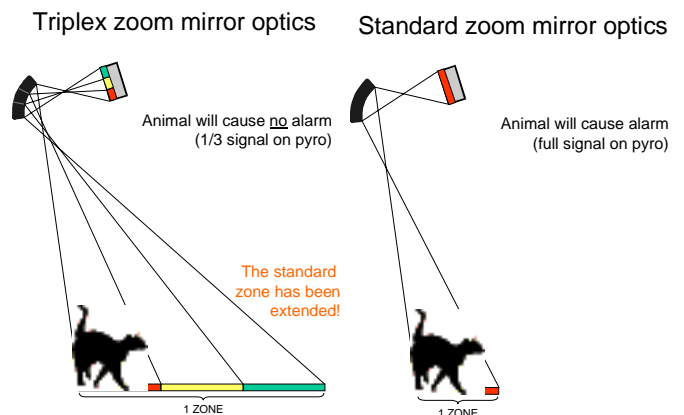 Triplex zoom mirror optics
Standard zoom mirror optics
Animal will cause no alarm
(1/3 signal on pyro)
Animal will cause alarm
(full signal on pyro)
The standard
zone has been
extended!
1 ZONE
1 ZONE